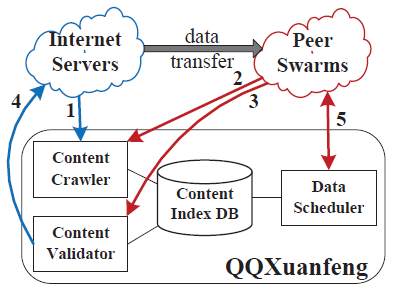 Internet
Servers
data
transfer
Peer
Swarms
4
1
2
3
5
Content
Crawler
Content
Index DB
Data
Scheduler
Content
Validator
QQXuanfeng